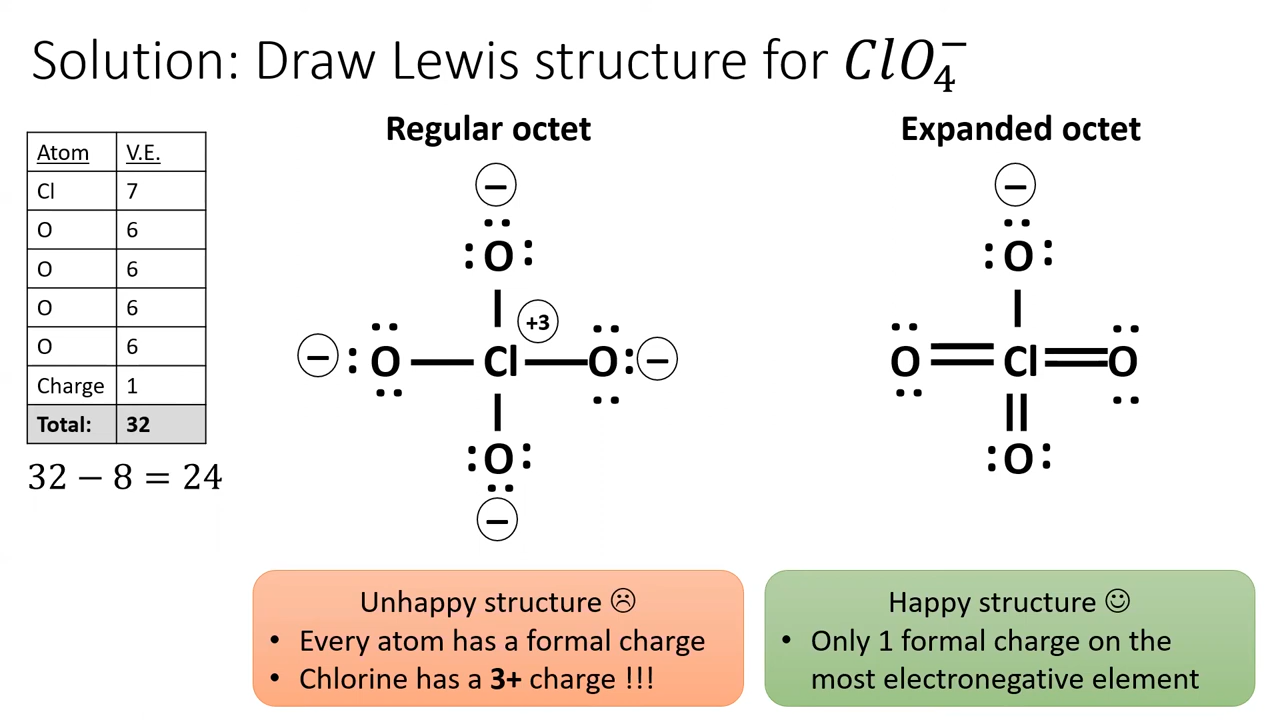 Solution: Draw Lewis structure for ClO₄⁻
Atom V.E.
Cl 7
O 6
O 6
O 6
O 6
Charge 1
Total: 32
32 − 8 = 24
Regular octet
−
:Ö:
+3
− :O — Cl — O: −
:O:
−
Expanded octet
−
:Ö:
O = Cl = O
:O:
Unhappy structure ☹
• Every atom has a formal charge
• Chlorine has a 3+ charge !!!
Happy structure ☺
• Only 1 formal charge on the
most electronegative element